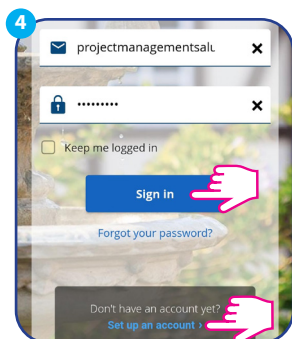 4
projectmanagementsalu
•••••••••
Keep me logged in
Sign in
Forgot your password?
Don't have an account yet?
Set up an account ›